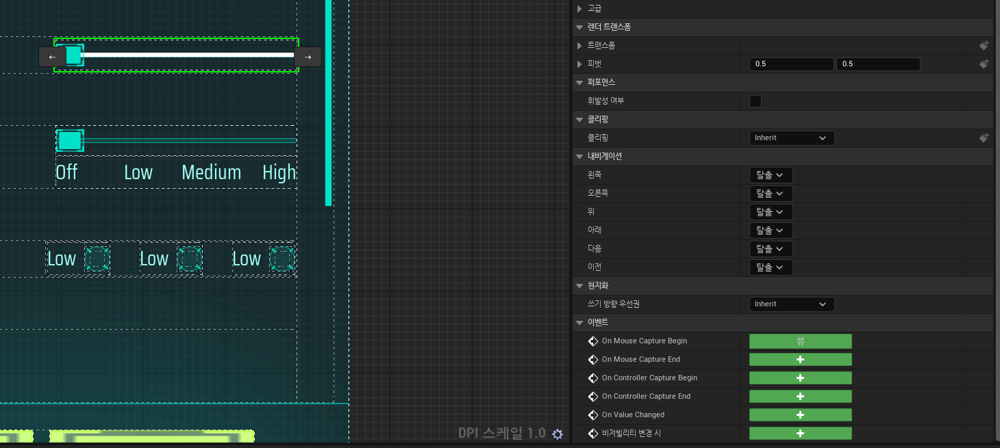 ← →
Off Low Medium High
Low Low Low
DPI 스케일 1.0
고급
렌더 트랜스폼
트랜스폼
피벗 0.5 0.5
퍼포먼스
휘발성 여부
클리핑
클리핑 Inherit
내비게이션
왼쪽 탈출
오른쪽 탈출
위 탈출
아래 탈출
다음 탈출
이전 탈출
현지화
쓰기 방향 우선권 Inherit
이벤트
On Mouse Capture Begin 뷰
On Mouse Capture End
On Controller Capture Begin
On Controller Capture End
On Value Changed
비저빌리티 변경 시